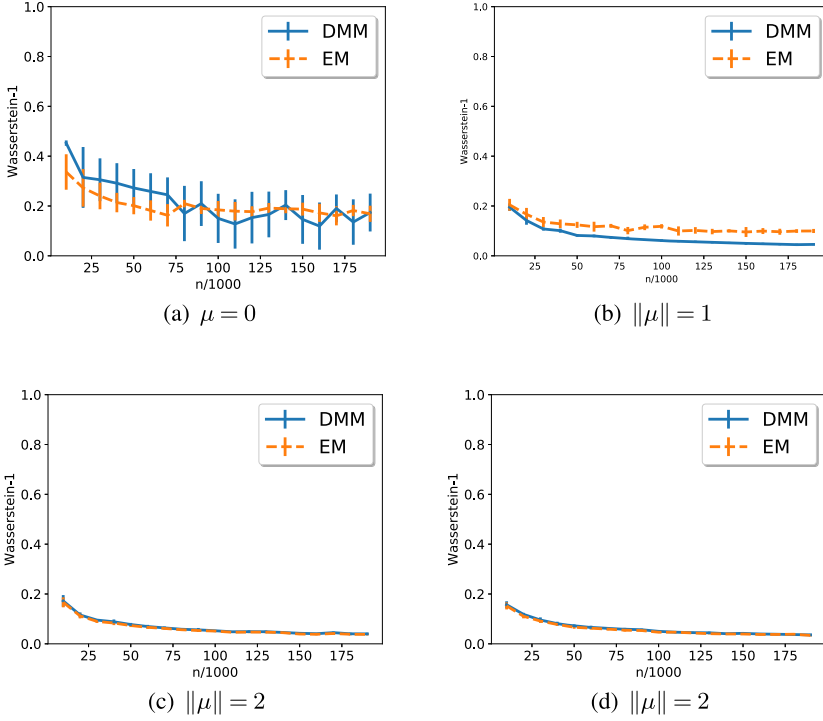 1.0
0.8
0.6
0.4
0.2
0.0
Wasserstein-1
DMM
EM
25 50 75 100 125 150 175
n/1000
(a) μ = 0
1.0
0.8
0.6
0.4
0.2
0.0
Wasserstein-1
DMM
EM
25 50 75 100 125 150 175
n/1000
(b) ‖μ‖ = 1
1.0
0.8
0.6
0.4
0.2
0.0
Wasserstein-1
DMM
EM
25 50 75 100 125 150 175
n/1000
(c) ‖μ‖ = 2
1.0
0.8
0.6
0.4
0.2
0.0
Wasserstein-1
DMM
EM
25 50 75 100 125 150 175
n/1000
(d) ‖μ‖ = 2